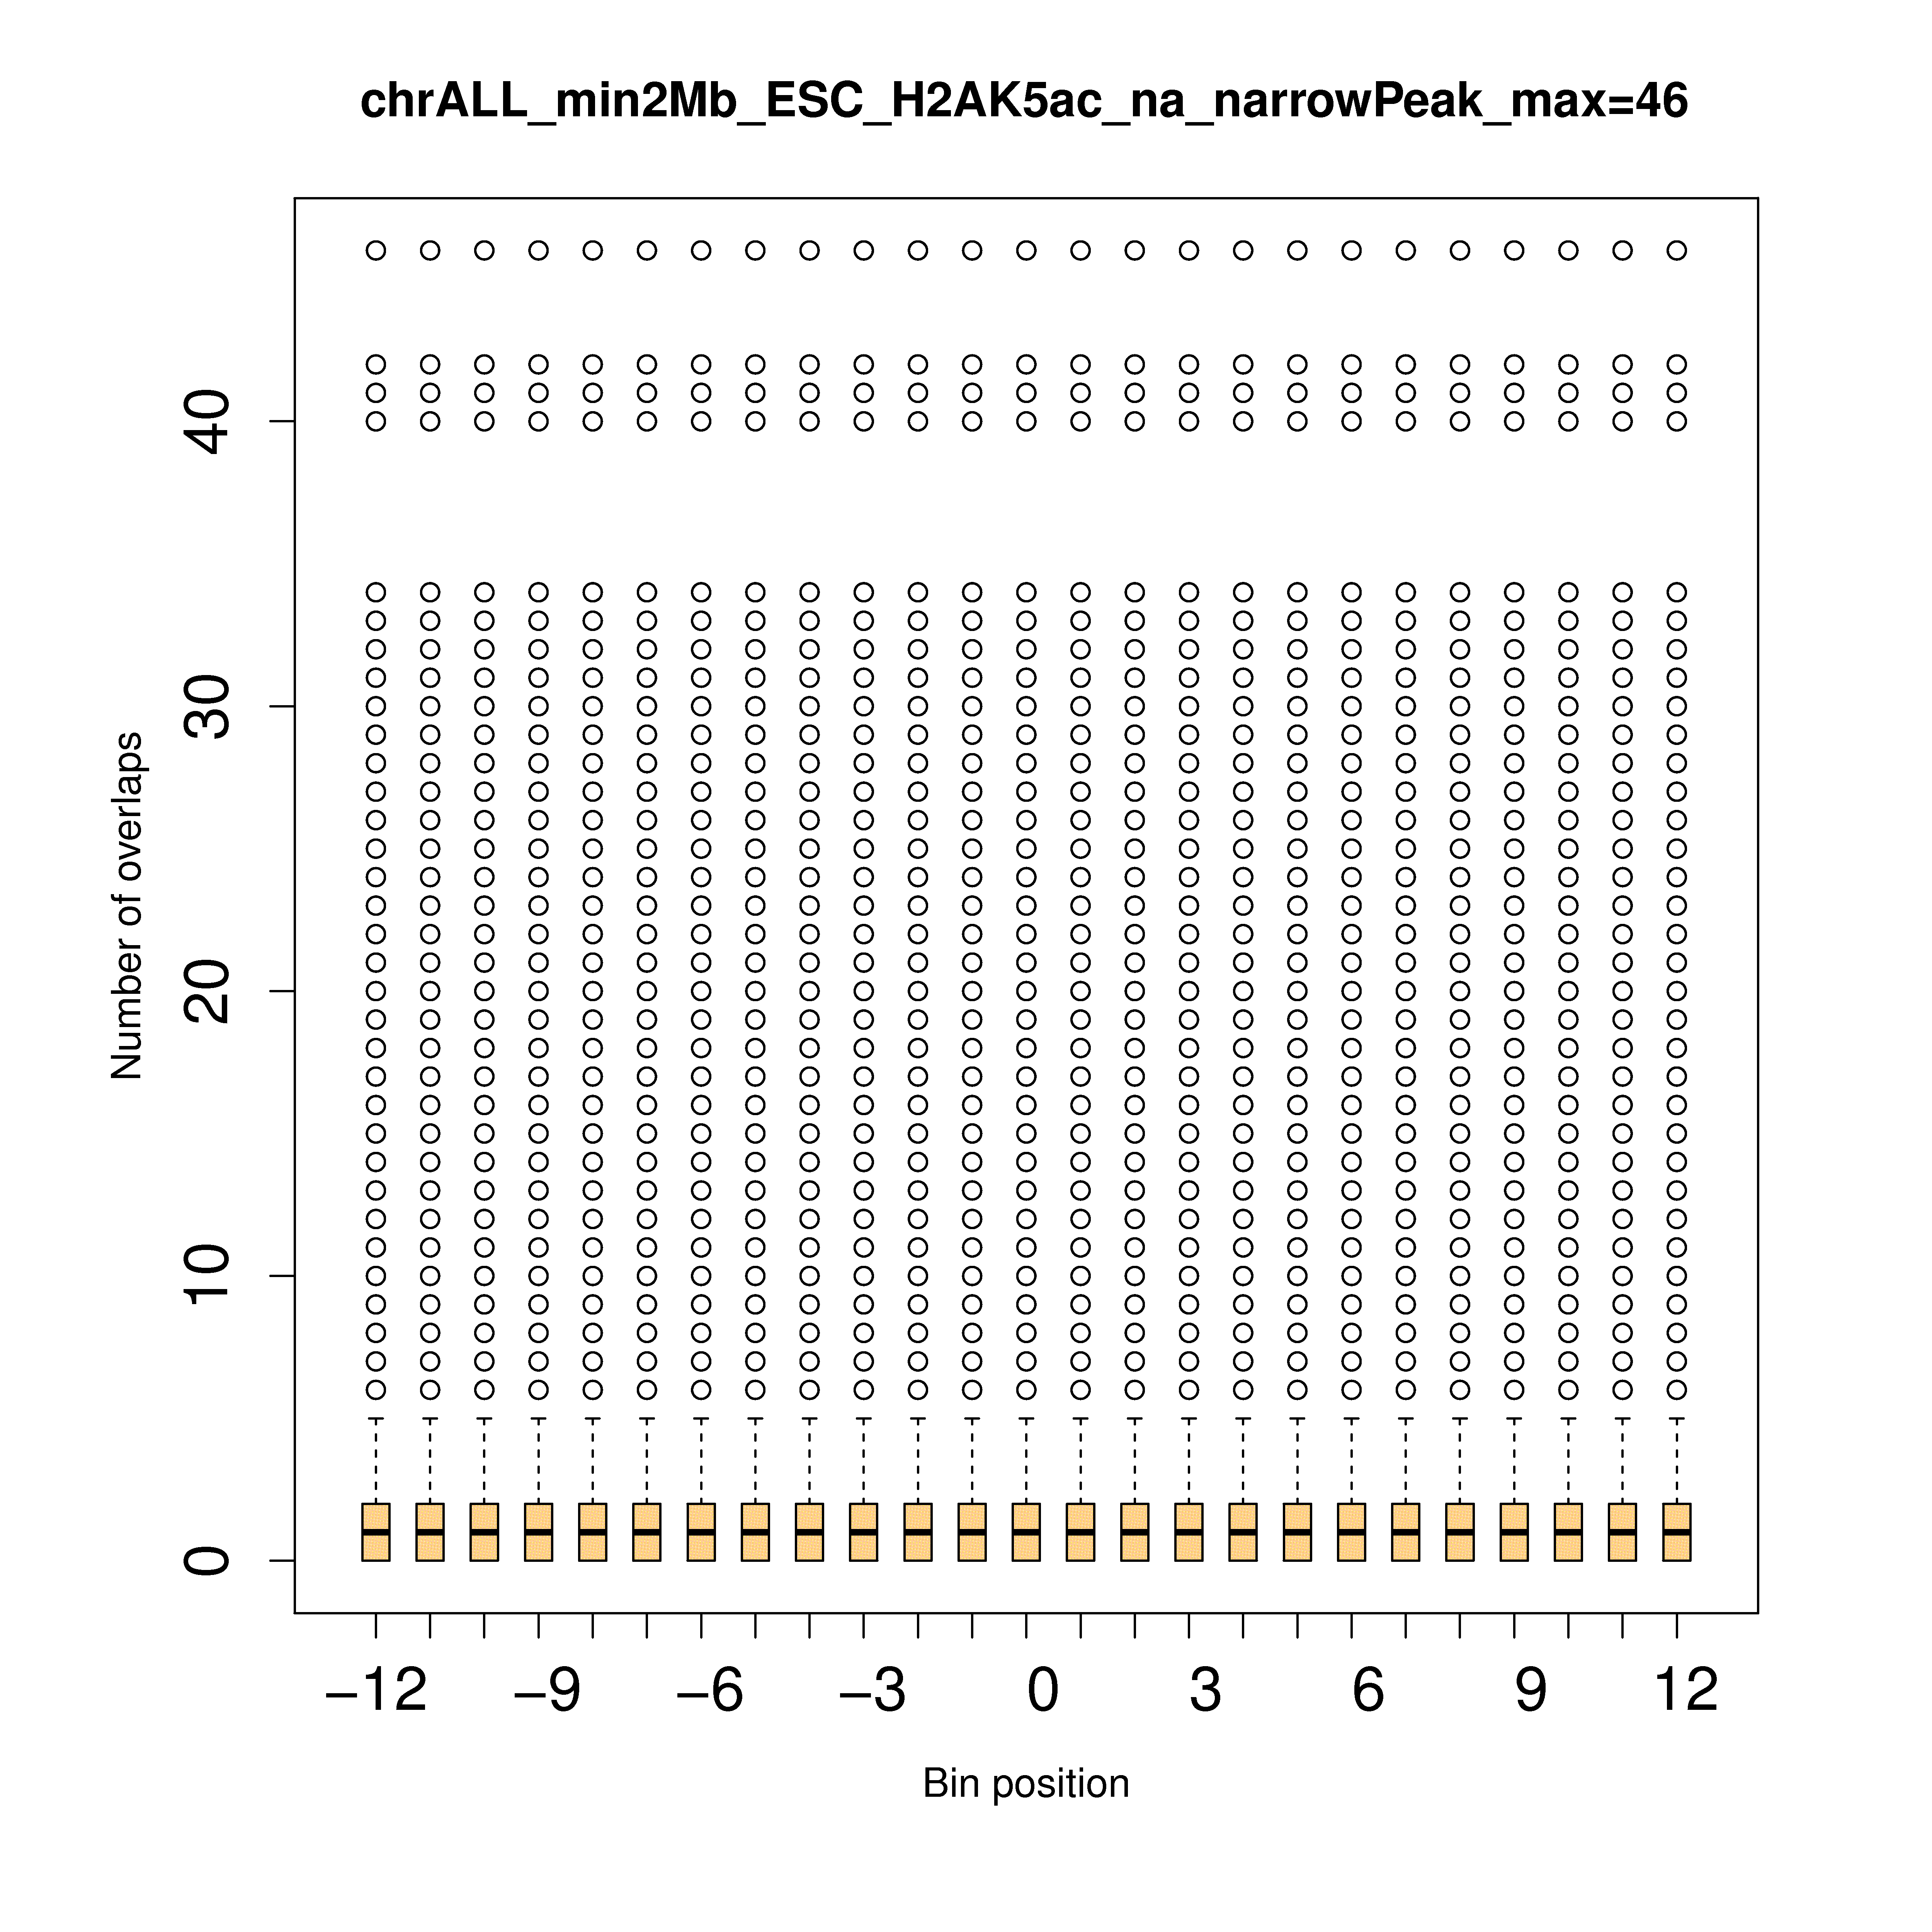 chrALL_min2Mb_ESC_H2AK5ac_na_narrowPeak_max=46
Number of overlaps
40
30
20
10
0
−12 −9 −6 −3 0 3 6 9 12
Bin position